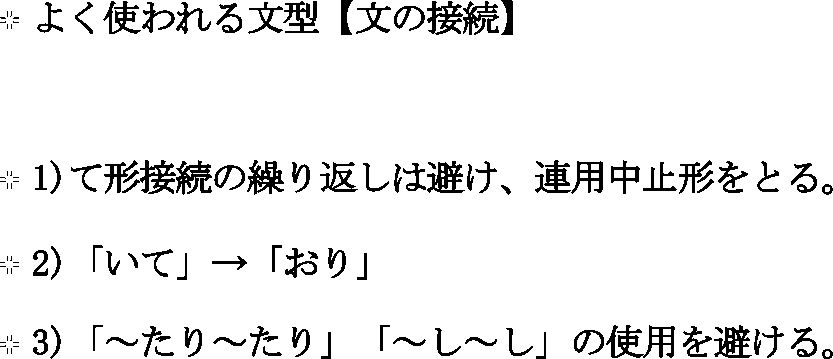 ※ よく使われる文型【文の接続】
※ 1) て形接続の繰り返しは避け、連用中止形をとる。
※ 2) 「いて」→「おり」
※ 3) 「～たり～たり」「～し～し」の使用を避ける。